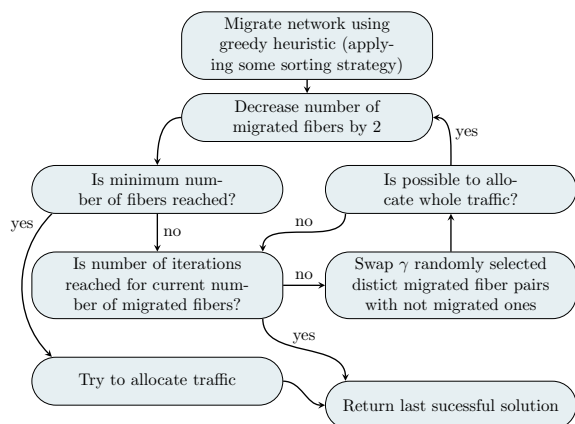 Migrate network using
greedy heuristic (apply-
ing some sorting strategy)
Decrease number of
migrated fibers by 2
yes
Is minimum num-
ber of fibers reached?
Is possible to allo-
cate whole traffic?
yes
no
no
Is number of iterations
reached for current num-
ber of migrated fibers?
no
Swap γ randomly selected
distict migrated fiber pairs
with not migrated ones
yes
Try to allocate traffic
Return last sucessful solution